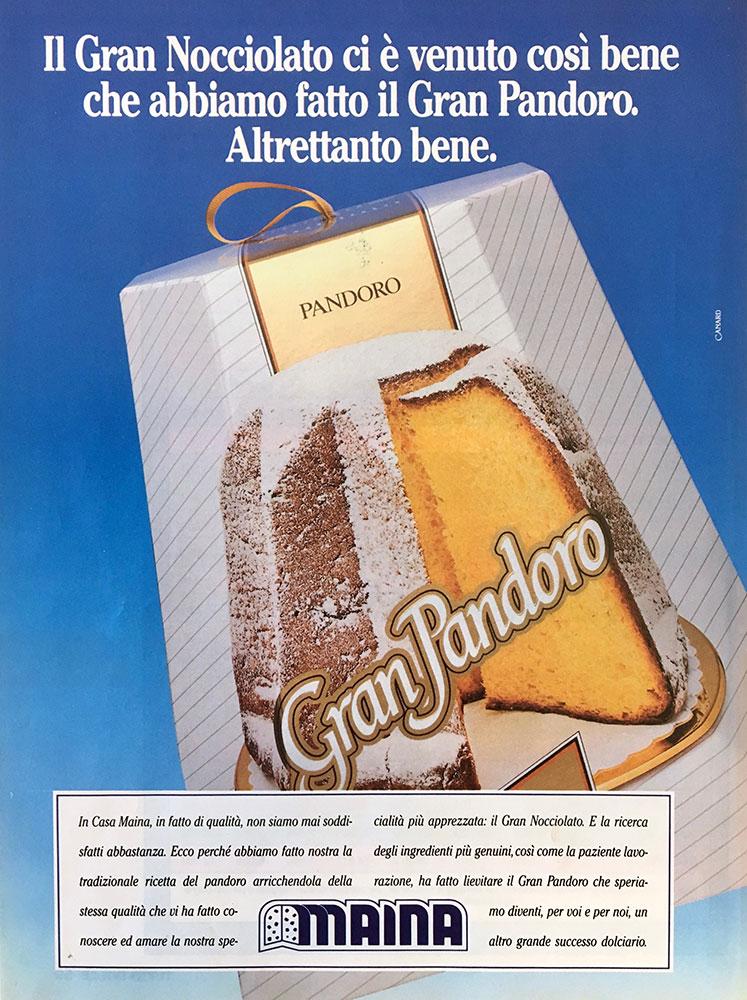 Il Gran Nocciolato ci è venuto così bene
che abbiamo fatto il Gran Pandoro.
Altrettanto bene.
PANDORO
CANARD
Gran Pandoro
In Casa Maina, in fatto di qualità, non siamo mai soddi-
sfatti abbastanza. Ecco perché abbiamo fatto nostra la
tradizionale ricetta del pandoro arricchendola della
stessa qualità che vi ha fatto co-
noscere ed amare la nostra spe-
cialità più apprezzata: il Gran Nocciolato. E la ricerca
degli ingredienti più genuini, così come la paziente lavo-
razione, ha fatto lievitare il Gran Pandoro che speria-
mo diventi, per voi e per noi, un
altro grande successo dolciario.
MAINA